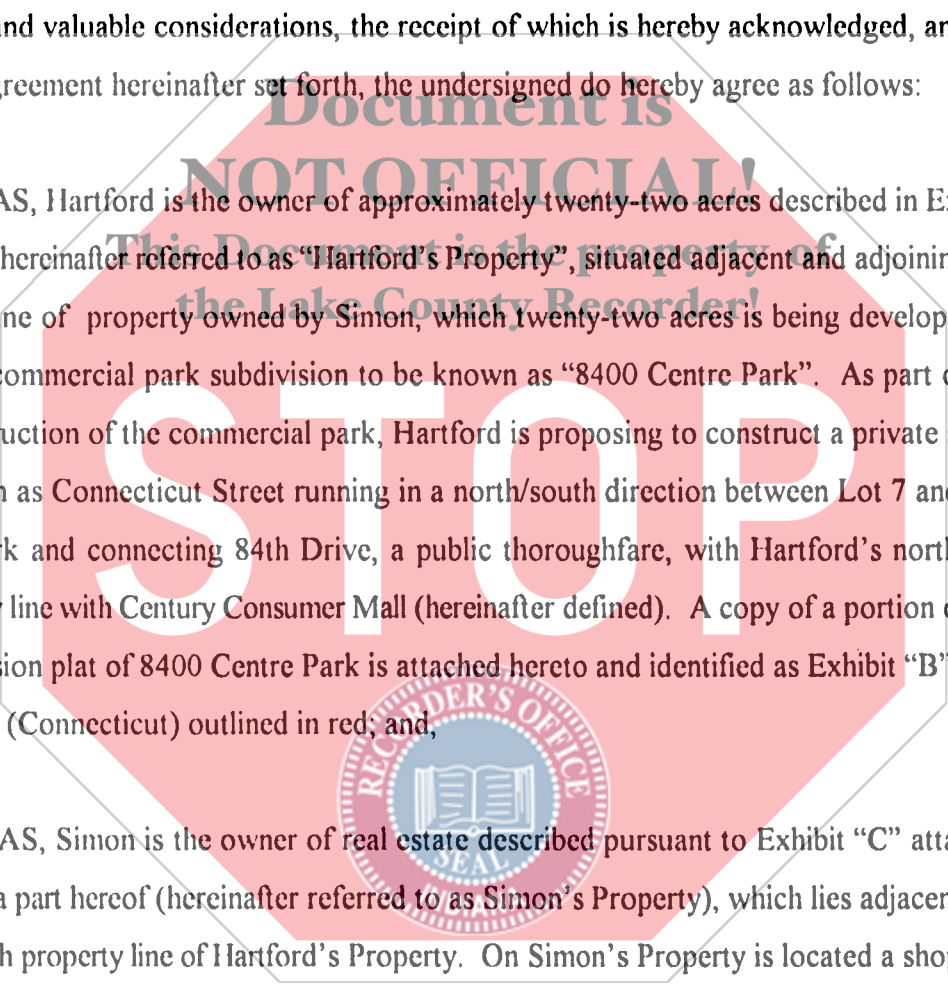 and valuable considerations, the receipt of which is hereby acknowledged, an
greement hereinafter set forth, the undersigned do hereby agree as follows:
Document is
NOT OFFICIAL!
This Document is the property of
the Lake County Recorder!
AS, Hartford is the owner of approximately twenty-two acres described in Ex
hereinafter referred to as "Hartford's Property", situated adjacent and adjoinin
ne of property owned by Simon, which twenty-two acres is being develop
commercial park subdivision to be known as "8400 Centre Park". As part o
uction of the commercial park, Hartford is proposing to construct a private
n as Connecticut Street running in a north/south direction between Lot 7 and
rk and connecting 84th Drive, a public thoroughfare, with Hartford's north
line with Century Consumer Mall (hereinafter defined). A copy of a portion o
sion plat of 8400 Centre Park is attached hereto and identified as Exhibit "B"
(Connecticut) outlined in red; and,
STOP
RECORDER'S OFFICE
SEAL
INDIANA
AS, Simon is the owner of real estate described pursuant to Exhibit "C" atta
a part hereof (hereinafter referred to as Simon's Property), which lies adjacen
h property line of Hartford's Property. On Simon's Property is located a shop